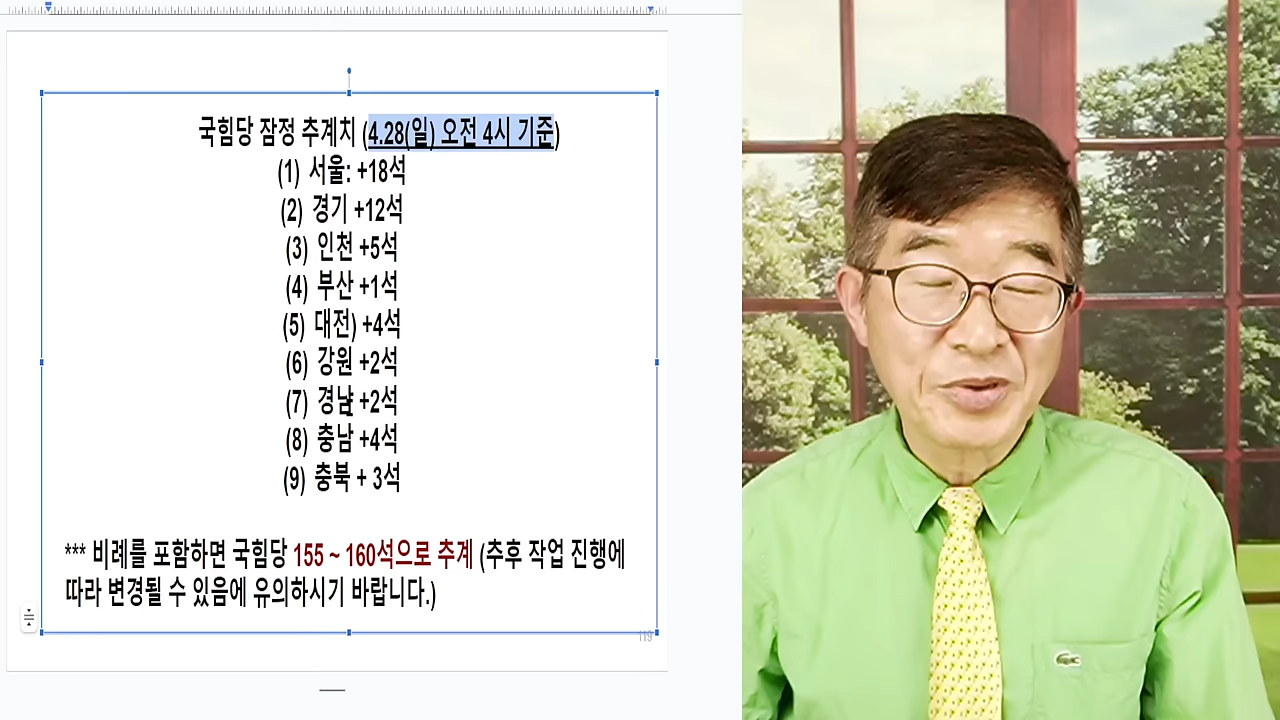 국힘당 잠정 추계치 (4.28(일) 오전 4시 기준)
(1) 서울: +18석
(2) 경기 +12석
(3) 인천 +5석
(4) 부산 +1석
(5) 대전) +4석
(6) 강원 +2석
(7) 경남 +2석
(8) 충남 +4석
(9) 충북 + 3석
*** 비례를 포함하면 국힘당 155 ~ 160석으로 추계 (추후 작업 진행에
따라 변경될 수 있음에 유의하시기 바랍니다.)
119